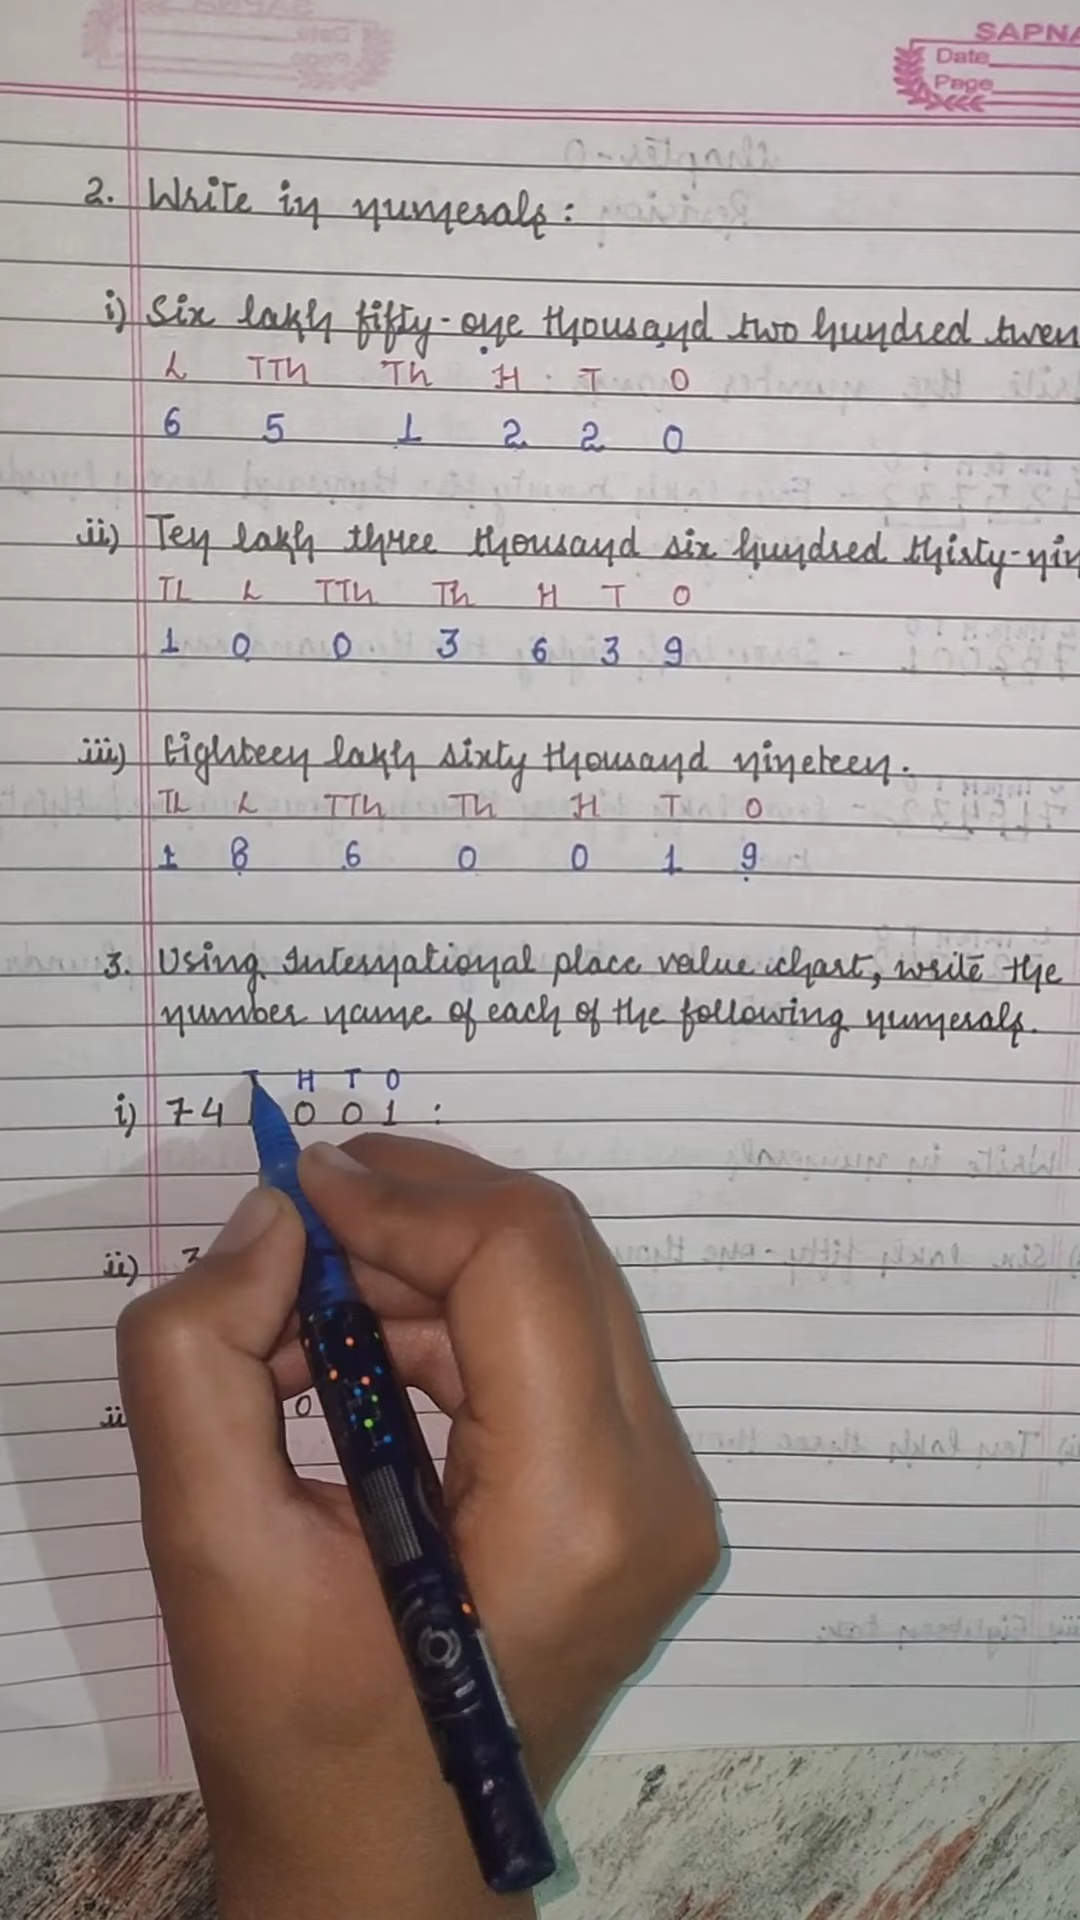 SAPNA
Date
Page
2. Write in numerals:
i) Six lakh fifty-one thousand two hundred twen
L TTh Th H T O
6 5 1 2 2 0
ii) Ten lakh three thousand six hundred thirty-nin
TL L TTh Th H T O
1 0 0 3 6 3 9
iii) Eighteen lakh sixty thousand nineteen.
TL L TTh Th H T O
1 8 6 0 0 1 9
3. Using International place value chart, write the
number name of each of the following numerals.
T H T O
i) 74 0 0 1 :
ii)
0